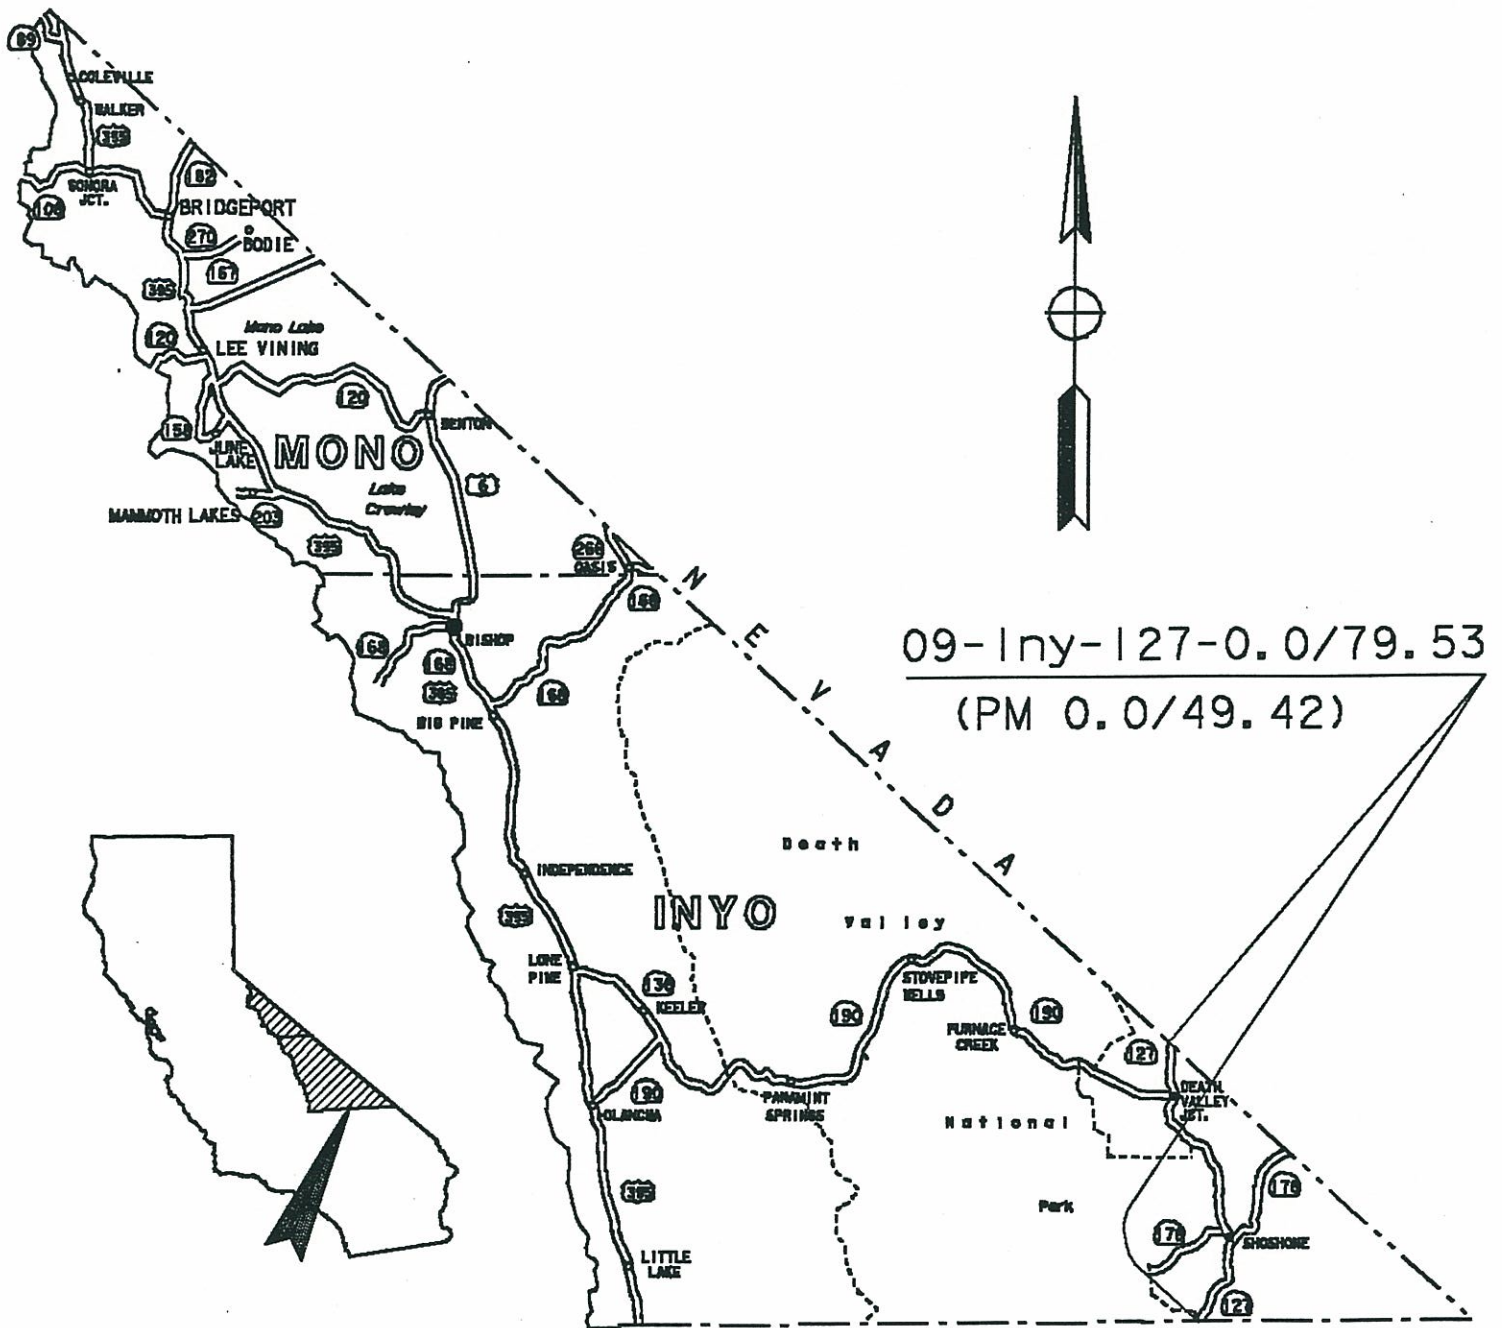 89
COLEVILLE
WALKER
395
SONORA
JCT.
108
182
BRIDGEPORT
270
BODIE
167
395
120
Mono Lake
LEE VINING
120
BENTON
158
JUNE
LAKE
MONO
Lake
Crowley
6
MAMMOTH LAKES
203
395
266
OASIS
168
NEVADA
168
BISHOP
168
395
168
BIG PINE
09-Iny-127-0.0/79.53
(PM 0.0/49.42)
Death
INDEPENDENCE
INYO
395
Valley
LONE
PINE
136
KEELER
STOVEPIPE
WELLS
190
FURNACE
CREEK
190
127
190
OLANCHA
PANAMINT
SPRINGS
DEATH
VALLEY
JCT.
National
395
Park
178
178
SHOSHONE
LITTLE
LAKE
127